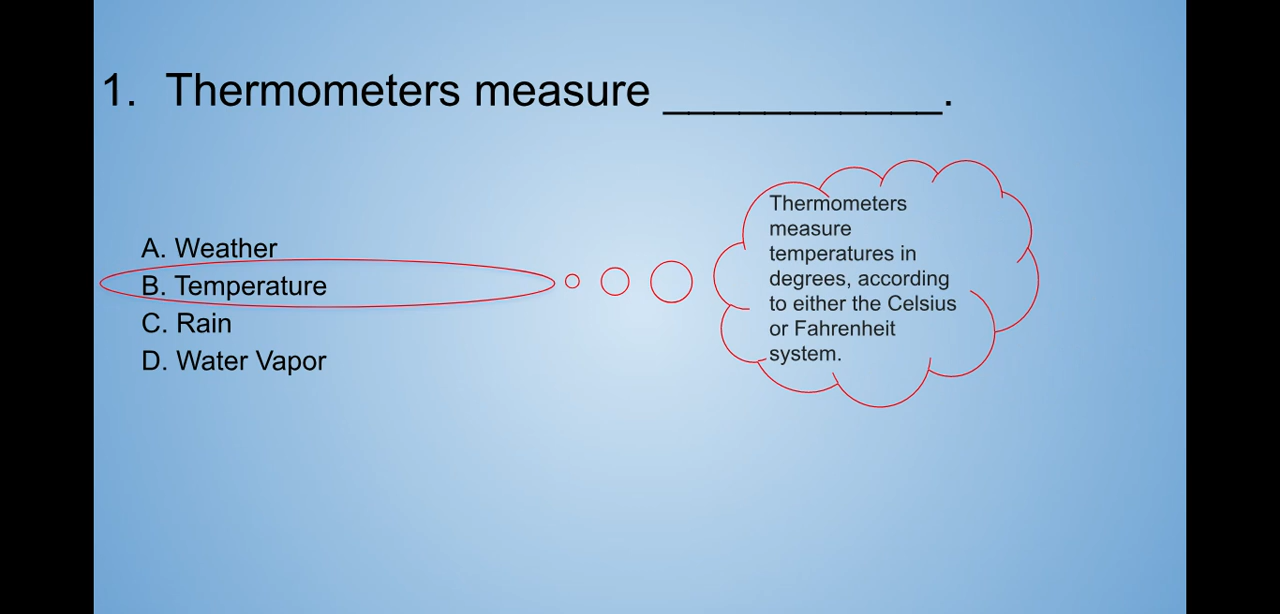 1. Thermometers measure ___________.
A. Weather
B. Temperature
C. Rain
D. Water Vapor
Thermometers
measure
temperatures in
degrees, according
to either the Celsius
or Fahrenheit
system.